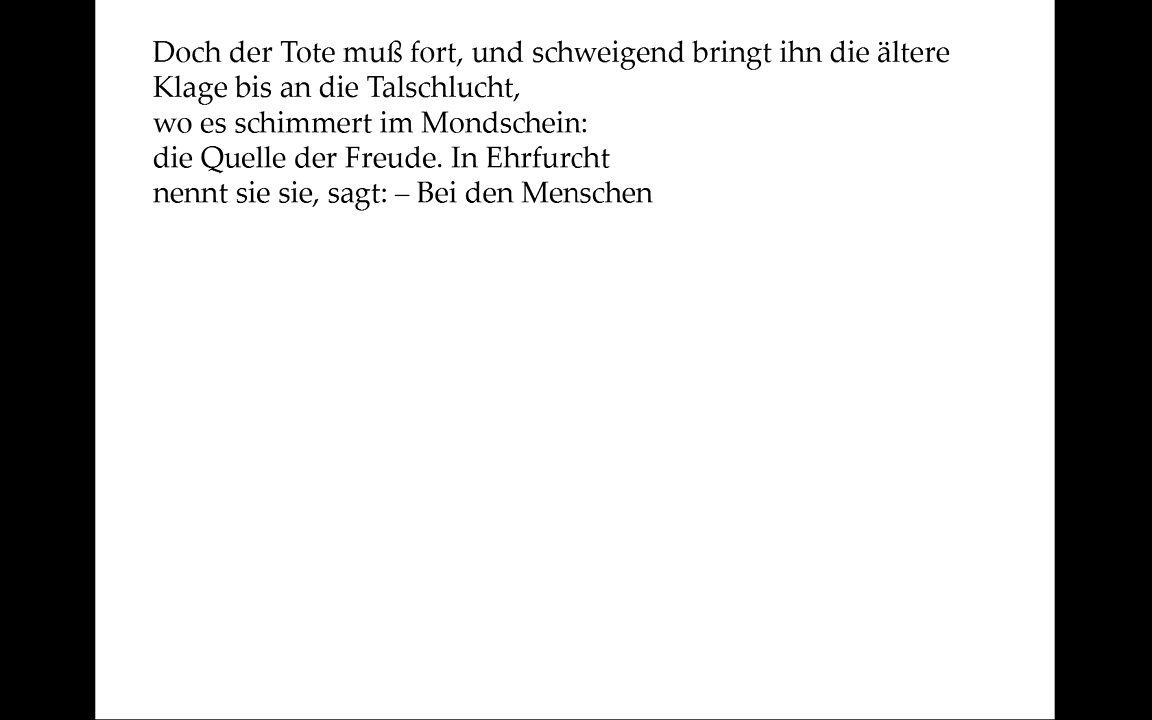 Doch der Tote muß fort, und schweigend bringt ihn die ältere
Klage bis an die Talschlucht,
wo es schimmert im Mondschein:
die Quelle der Freude. In Ehrfurcht
nennt sie sie, sagt: – Bei den Menschen